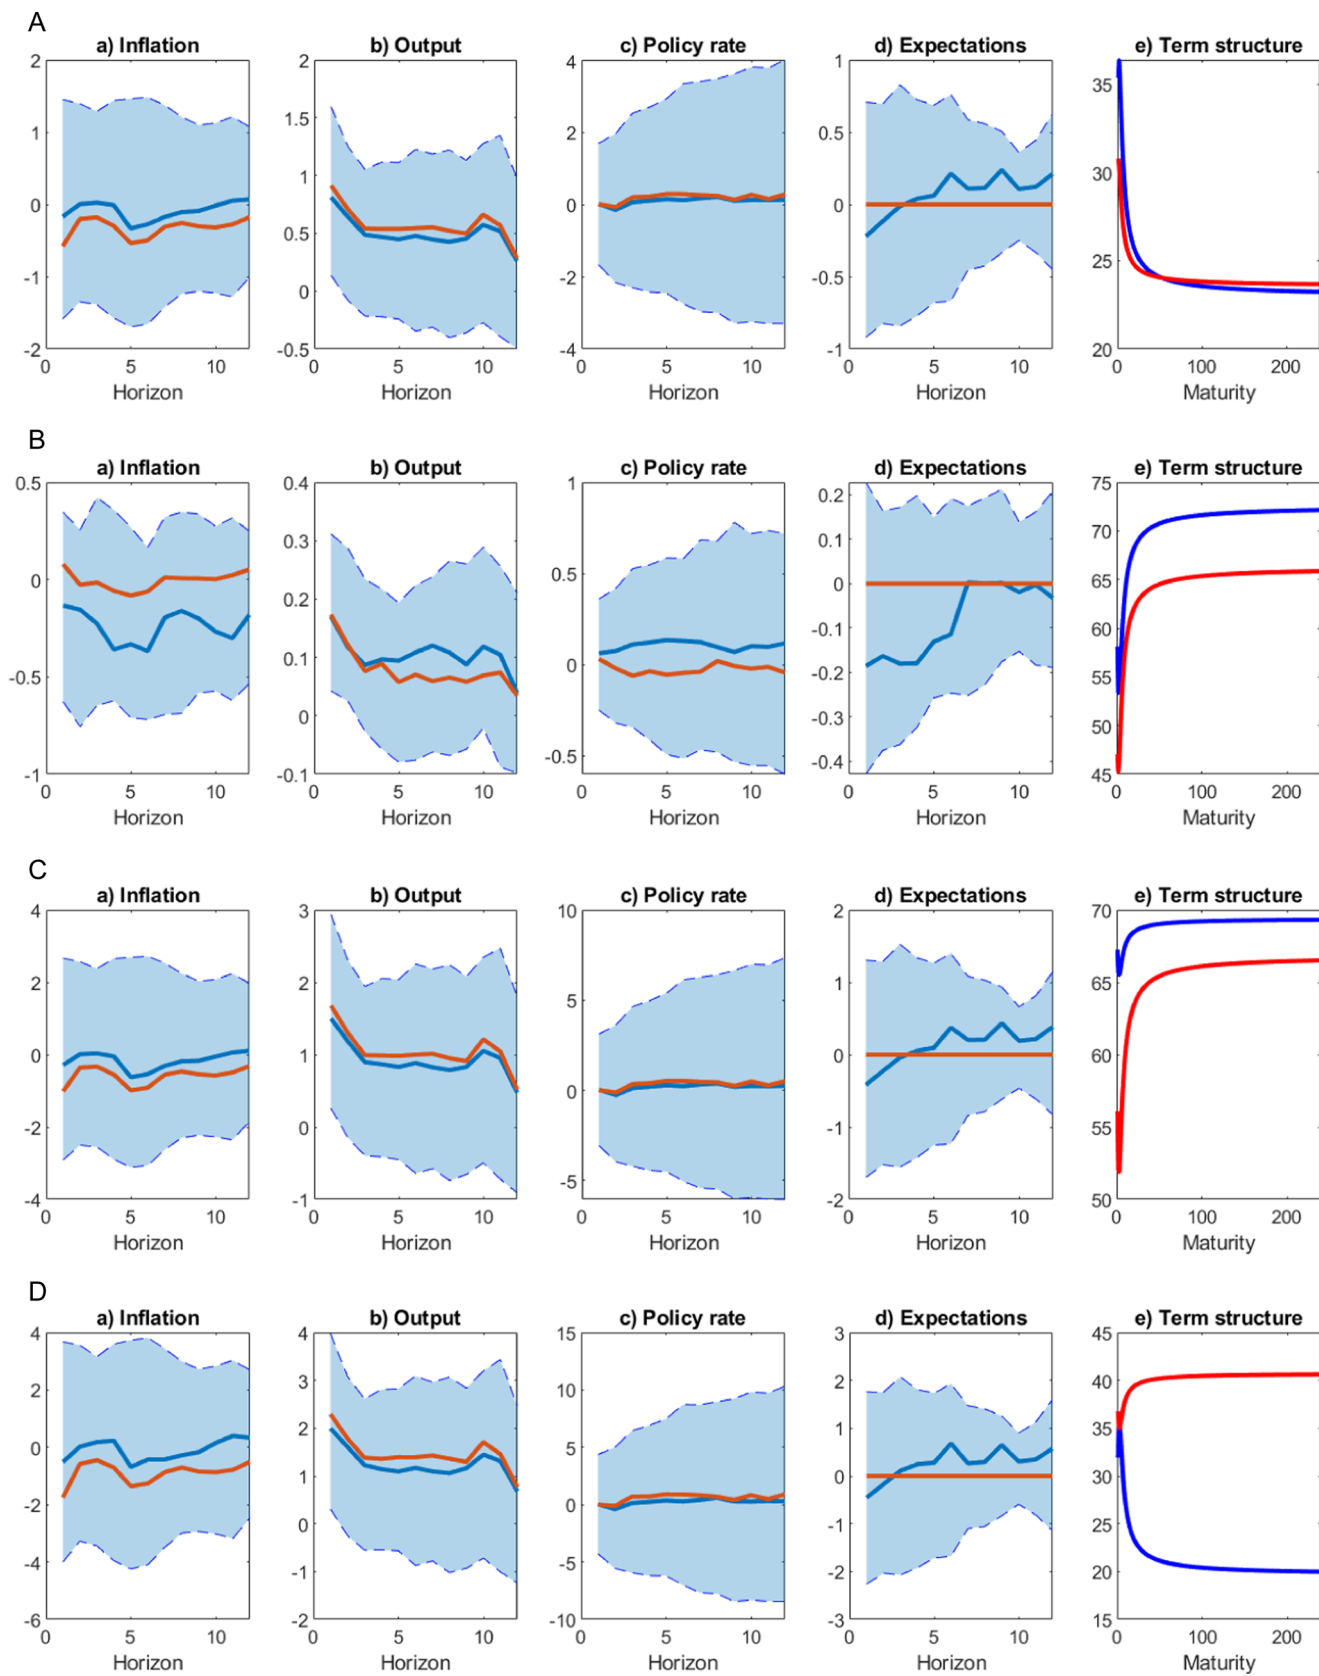 A
a) Inflation b) Output c) Policy rate d) Expectations e) Term structure
2 2 4 1 35
1 1.5 2 0.5 30
0 1 0 0 25
-1 0.5 -2 -0.5 20
-2 0 -4 -1
-0.5
0 5 10 0 5 10 0 5 10 0 5 10 0 100 200
Horizon Horizon Horizon Horizon Maturity
B
a) Inflation b) Output c) Policy rate d) Expectations e) Term structure
0.5 0.4 1 0.2 75
0 0.3 0.5 0.1 70
-0.5 0.2 0 0 65
-1 0.1 -0.5 -0.1 60
0 -0.2 55
-0.1 -0.3 50
-0.4 45
0 5 10 0 5 10 0 5 10 0 5 10 0 100 200
Horizon Horizon Horizon Horizon Maturity
C
a) Inflation b) Output c) Policy rate d) Expectations e) Term structure
4 3 10 2 70
2 2 5 1 65
0 1 0 0 60
-2 0 -5 -1 55
-4 -1 -2 50
0 5 10 0 5 10 0 5 10 0 5 10 0 100 200
Horizon Horizon Horizon Horizon Maturity
D
a) Inflation b) Output c) Policy rate d) Expectations e) Term structure
4 4 15 3 45
2 3 10 2 40
0 2 5 1 35
-2 1 0 0 30
-4 0 -5 -1 25
-6 -1 -10 -2 20
-2 -3 15
0 5 10 0 5 10 0 5 10 0 5 10 0 100 200
Horizon Horizon Horizon Horizon Maturity